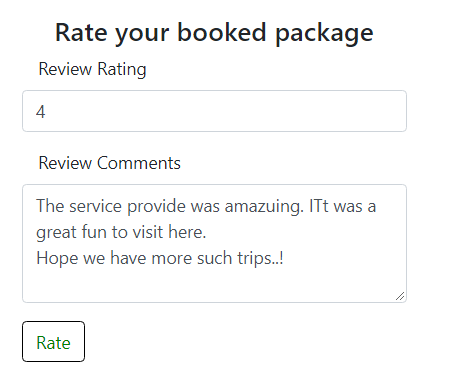 Rate your booked package
Review Rating
4
Review Comments
The service provide was amazuing. ITt was a
great fun to visit here.
Hope we have more such trips..!
Rate